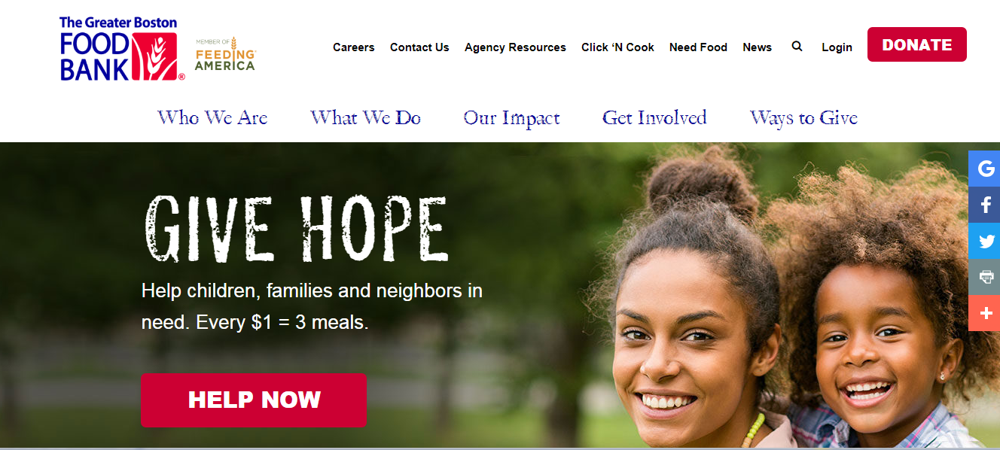 The Greater Boston
FOOD
BANK
®
MEMBER OF
FEEDING
AMERICA
Careers Contact Us Agency Resources Click ‘N Cook Need Food News Login DONATE
Who We Are What We Do Our Impact Get Involved Ways to Give
GIVE HOPE
Help children, families and neighbors in
need. Every $1 = 3 meals.
HELP NOW